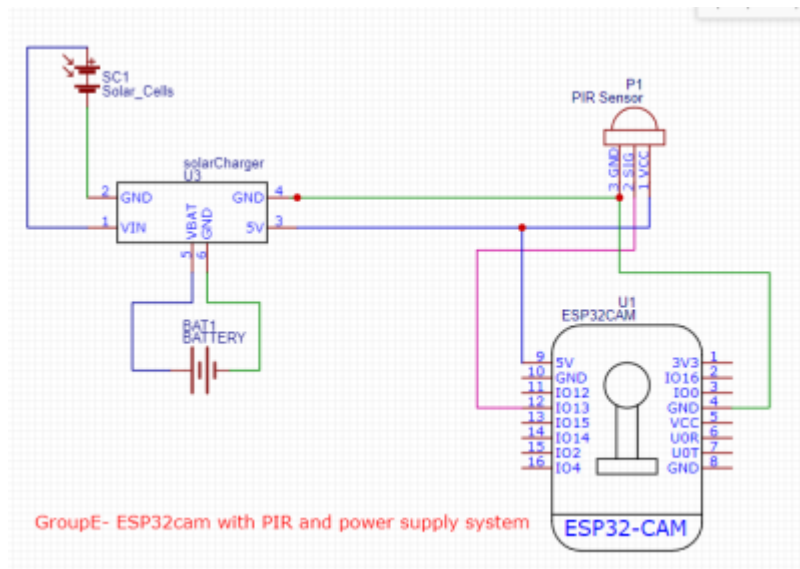 SC1
Solar_Cells
P1
PIR Sensor
3 GND
2 SIG
1 VCC
solarCharger
U3
2 GND
1 VIN
GND 4
5V 3
VBAT 5
GND 6
BAT1
BATTERY
U1
ESP32CAM
9 5V
10 GND
11 IO12
12 IO13
13 IO15
14 IO14
15 IO2
16 IO4
3V3 1
IO16 2
IO0 3
GND 4
VCC 5
U0R 6
U0T 7
GND 8
ESP32-CAM
GroupE- ESP32cam with PIR and power supply system